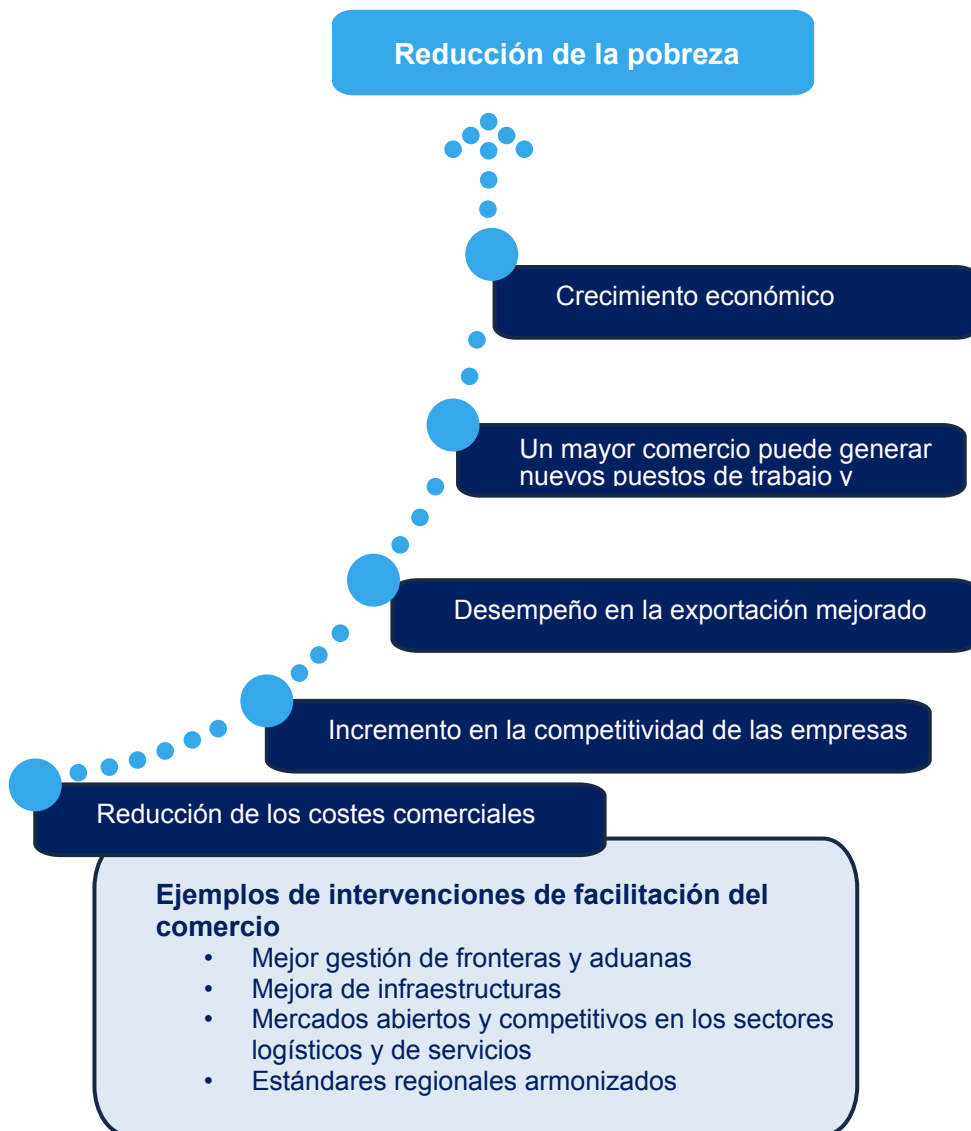 Reducción de la pobreza
Crecimiento económico
Un mayor comercio puede generar
nuevos puestos de trabajo y
Desempeño en la exportación mejorado
Incremento en la competitividad de las empresas
Reducción de los costes comerciales
Ejemplos de intervenciones de facilitación del
comercio
• Mejor gestión de fronteras y aduanas
• Mejora de infraestructuras
• Mercados abiertos y competitivos en los sectores
logísticos y de servicios
• Estándares regionales armonizados